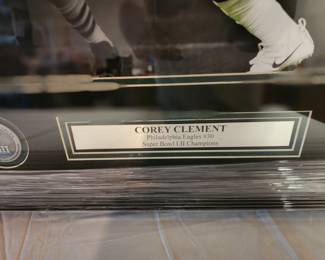 COREY CLEMENT
Philadelphia Eagles #30
Super Bowl LII Champions